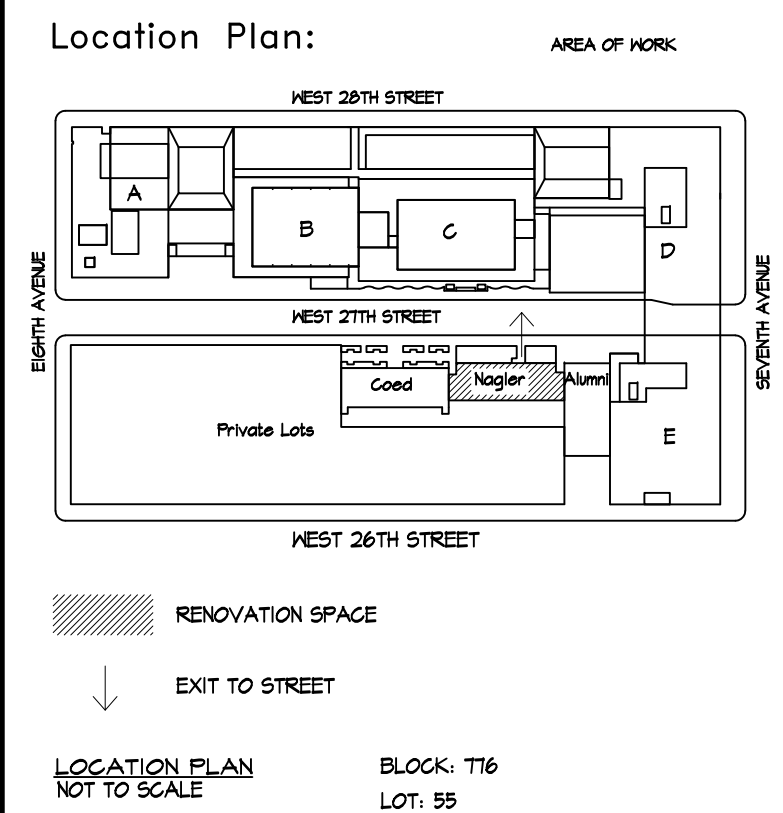 Location Plan:
AREA OF WORK
WEST 28TH STREET
A
B
C
D
EIGHTH AVENUE
SEVENTH AVENUE
WEST 27TH STREET
Coed
Nagler
Alumni
Private Lots
E
WEST 26TH STREET
RENOVATION SPACE
EXIT TO STREET
LOCATION PLAN
NOT TO SCALE
BLOCK: 776
LOT: 55